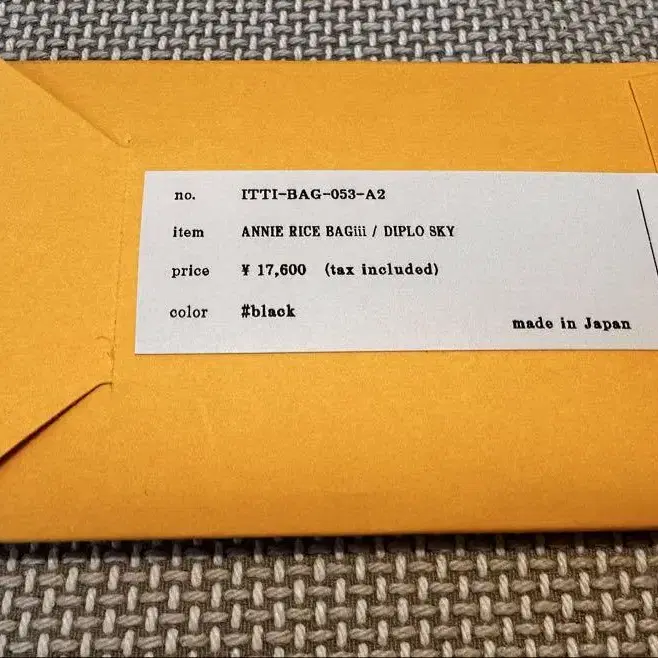 no. ITTI-BAG-053-A2
item ANNIE RICE BAGiii / DIPLO SKY
price ¥ 17,600 (tax included)
color #black
made in Japan